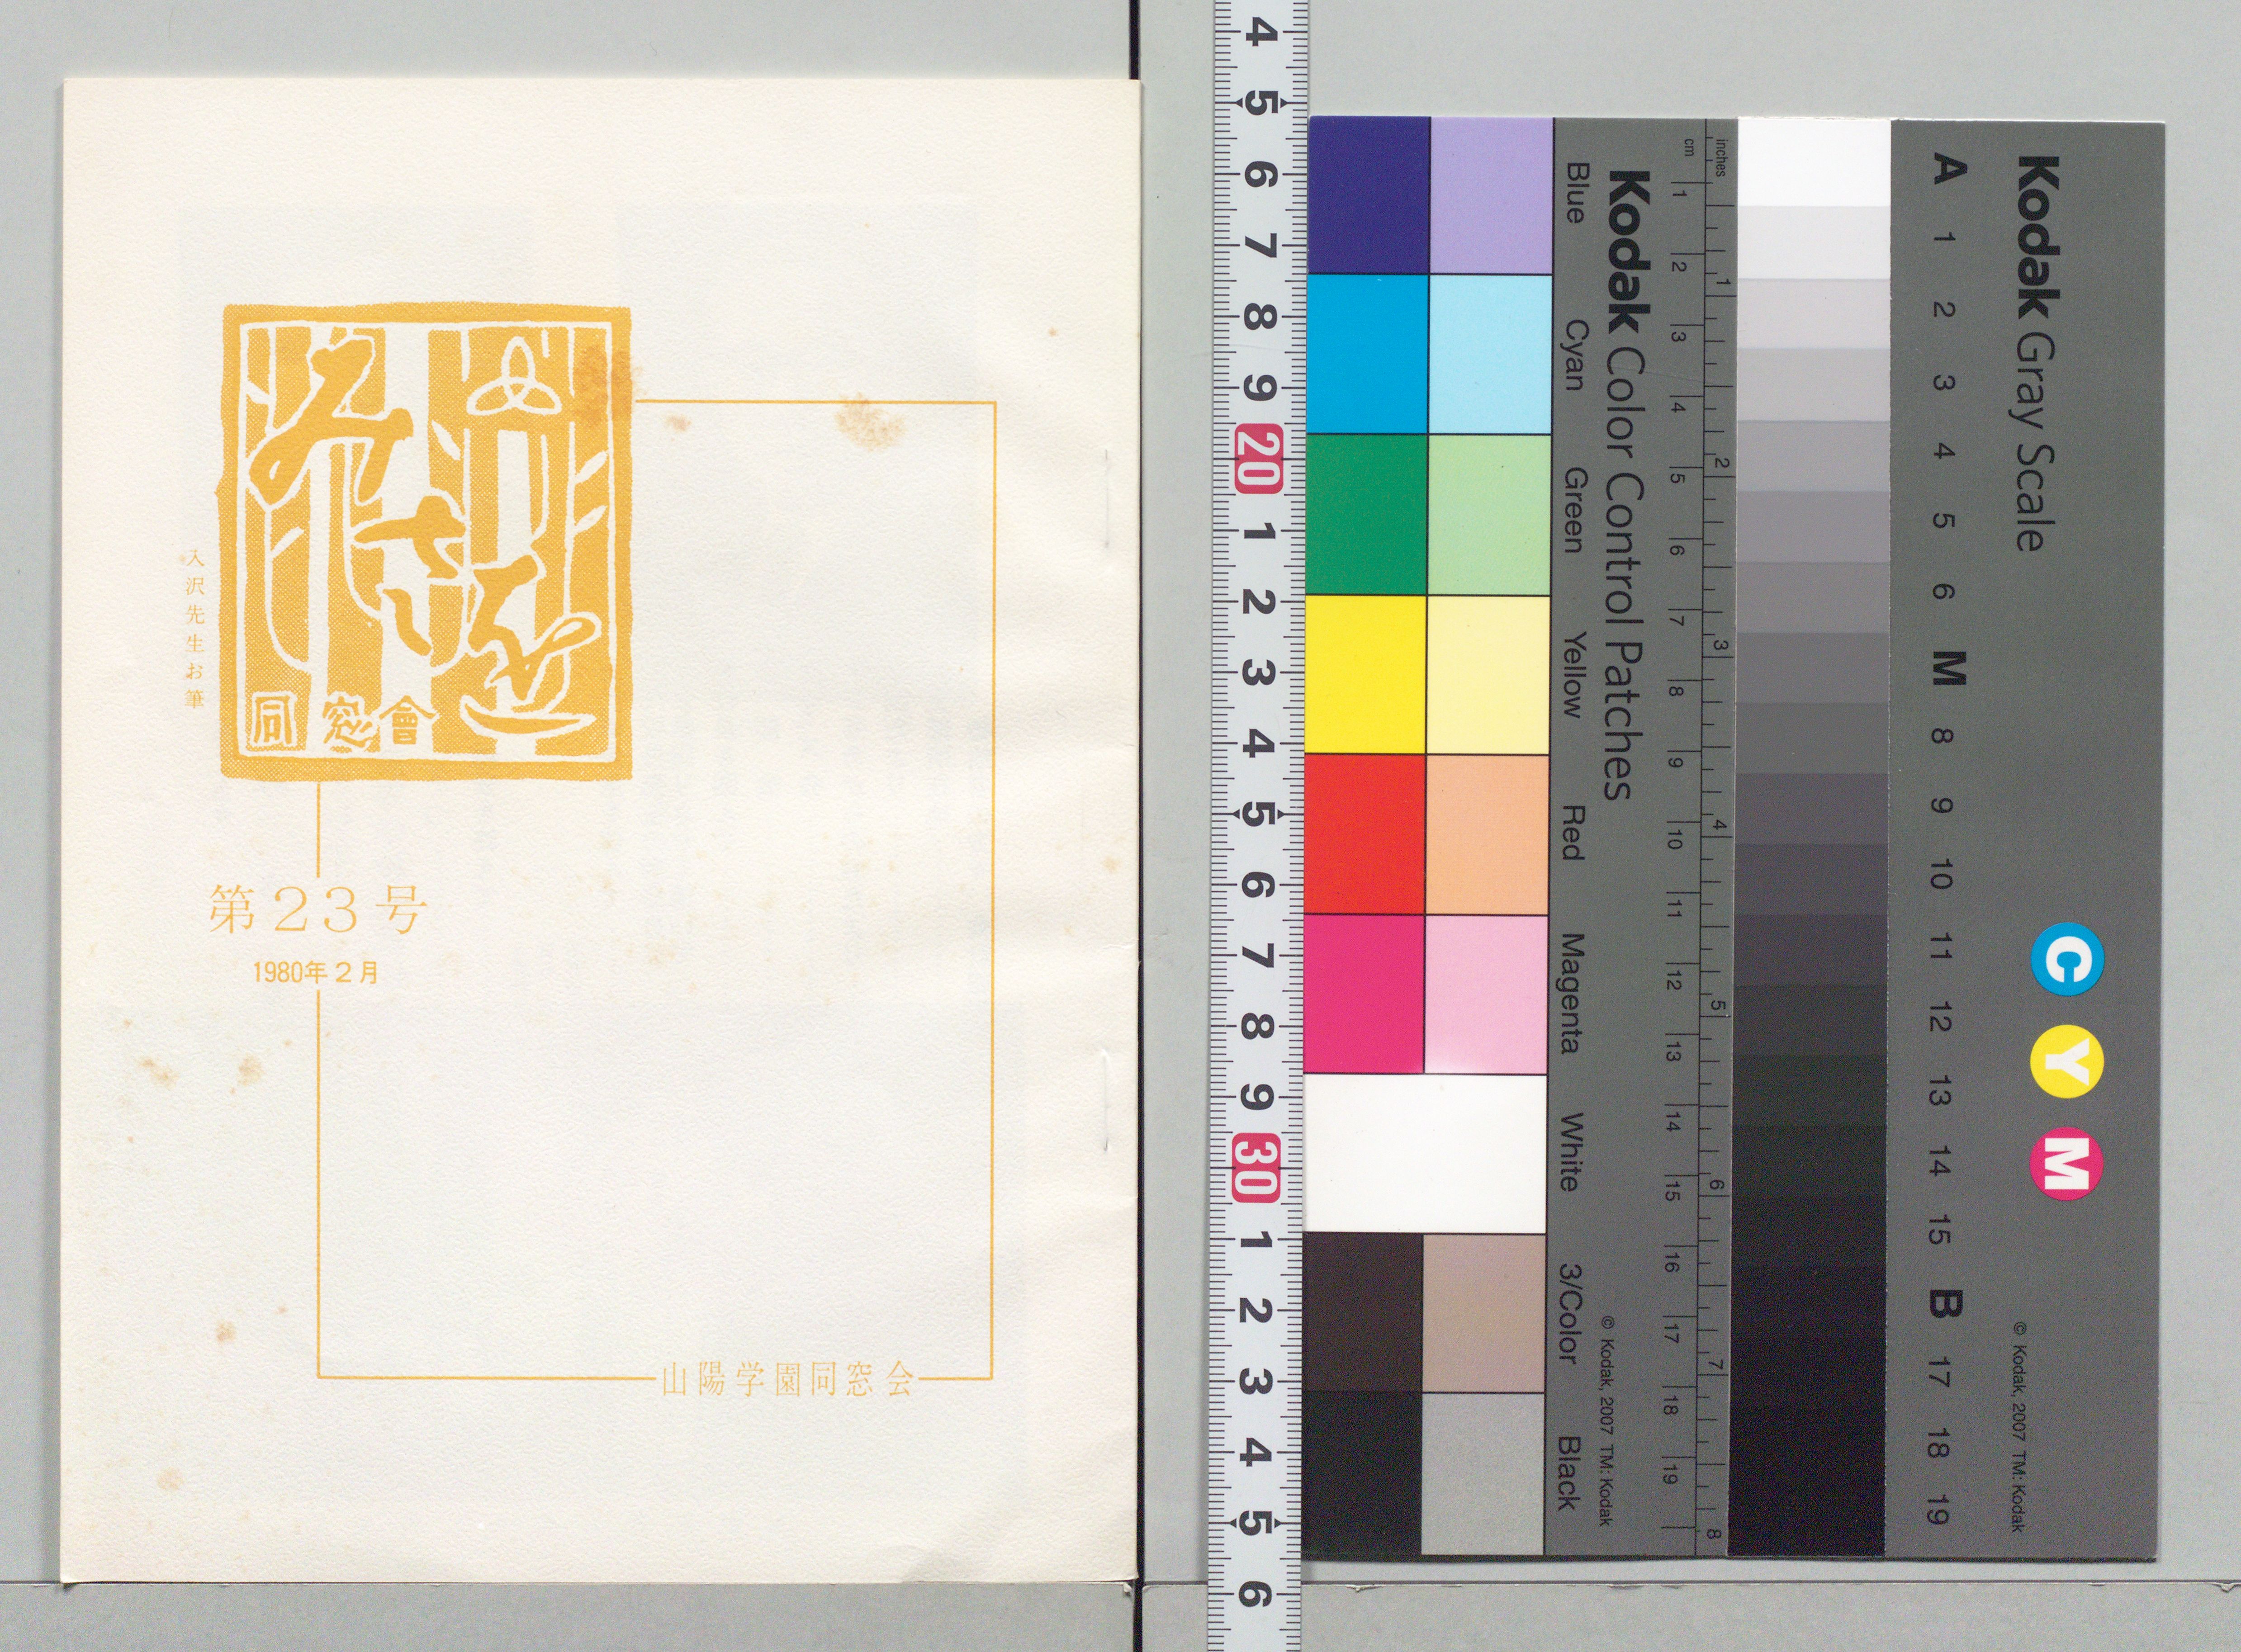 みさを
同窓會
入沢先生お筆
第23号
1980年2月
山陽学園同窓会
4 5 6 7 8 9 20 1 2 3 4 5 6 7 8 9 30 1 2 3 4 5 6
Blue Cyan Green Yellow Red Magenta White 3/Color Black
Kodak Color Control Patches
© Kodak, 2007 TM: Kodak
cm 1 2 3 4 5 6 7 8 9 10 11 12 13 14 15 16 17 18 19
inches 1 2 3 4 5 6 7 8
A 1 2 3 4 5 6 M 8 9 10 11 12 13 14 15 B 17 18 19
Kodak Gray Scale
C Y M
© Kodak, 2007 TM: Kodak